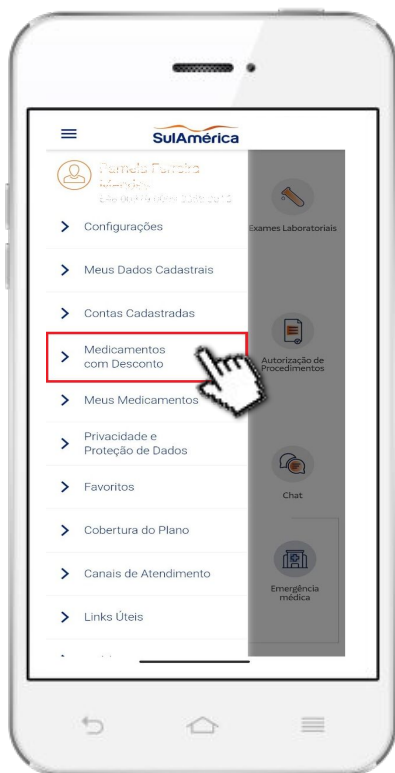 SulAmérica
Configurações
Meus Dados Cadastrais
Contas Cadastradas
Medicamentos
com Desconto
Meus Medicamentos
Privacidade e
Proteção de Dados
Favoritos
Cobertura do Plano
Canais de Atendimento
Links Úteis
Exames Laboratoriais
Autorização de
Procedimentos
Chat
Emergência
médica